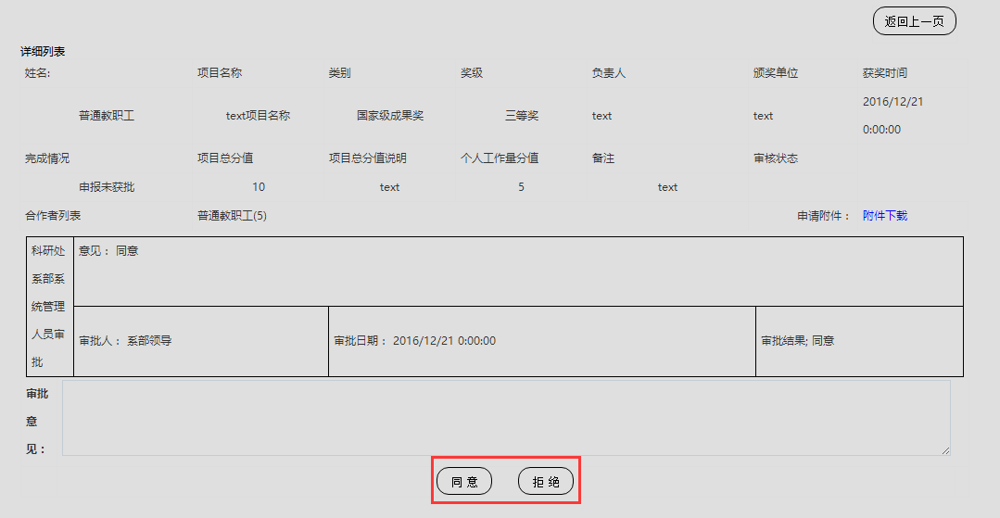 返回上一页
详细列表
姓名: 项目名称 类别 奖级 负责人 颁奖单位 获奖时间
普通教职工 text项目名称 国家级成果奖 三等奖 text text 2016/12/21
0:00:00
完成情况 项目总分值 项目总分值说明 个人工作量分值 备注 审核状态
申报未获批 10 text 5 text
合作者列表 普通教职工(5) 申请附件： 附件下载
科研处
系部系
统管理
人员审
批
意见： 同意
审批人： 系部领导 审批日期： 2016/12/21 0:00:00 审批结果; 同意
审批
意
见：
同 意 拒 绝